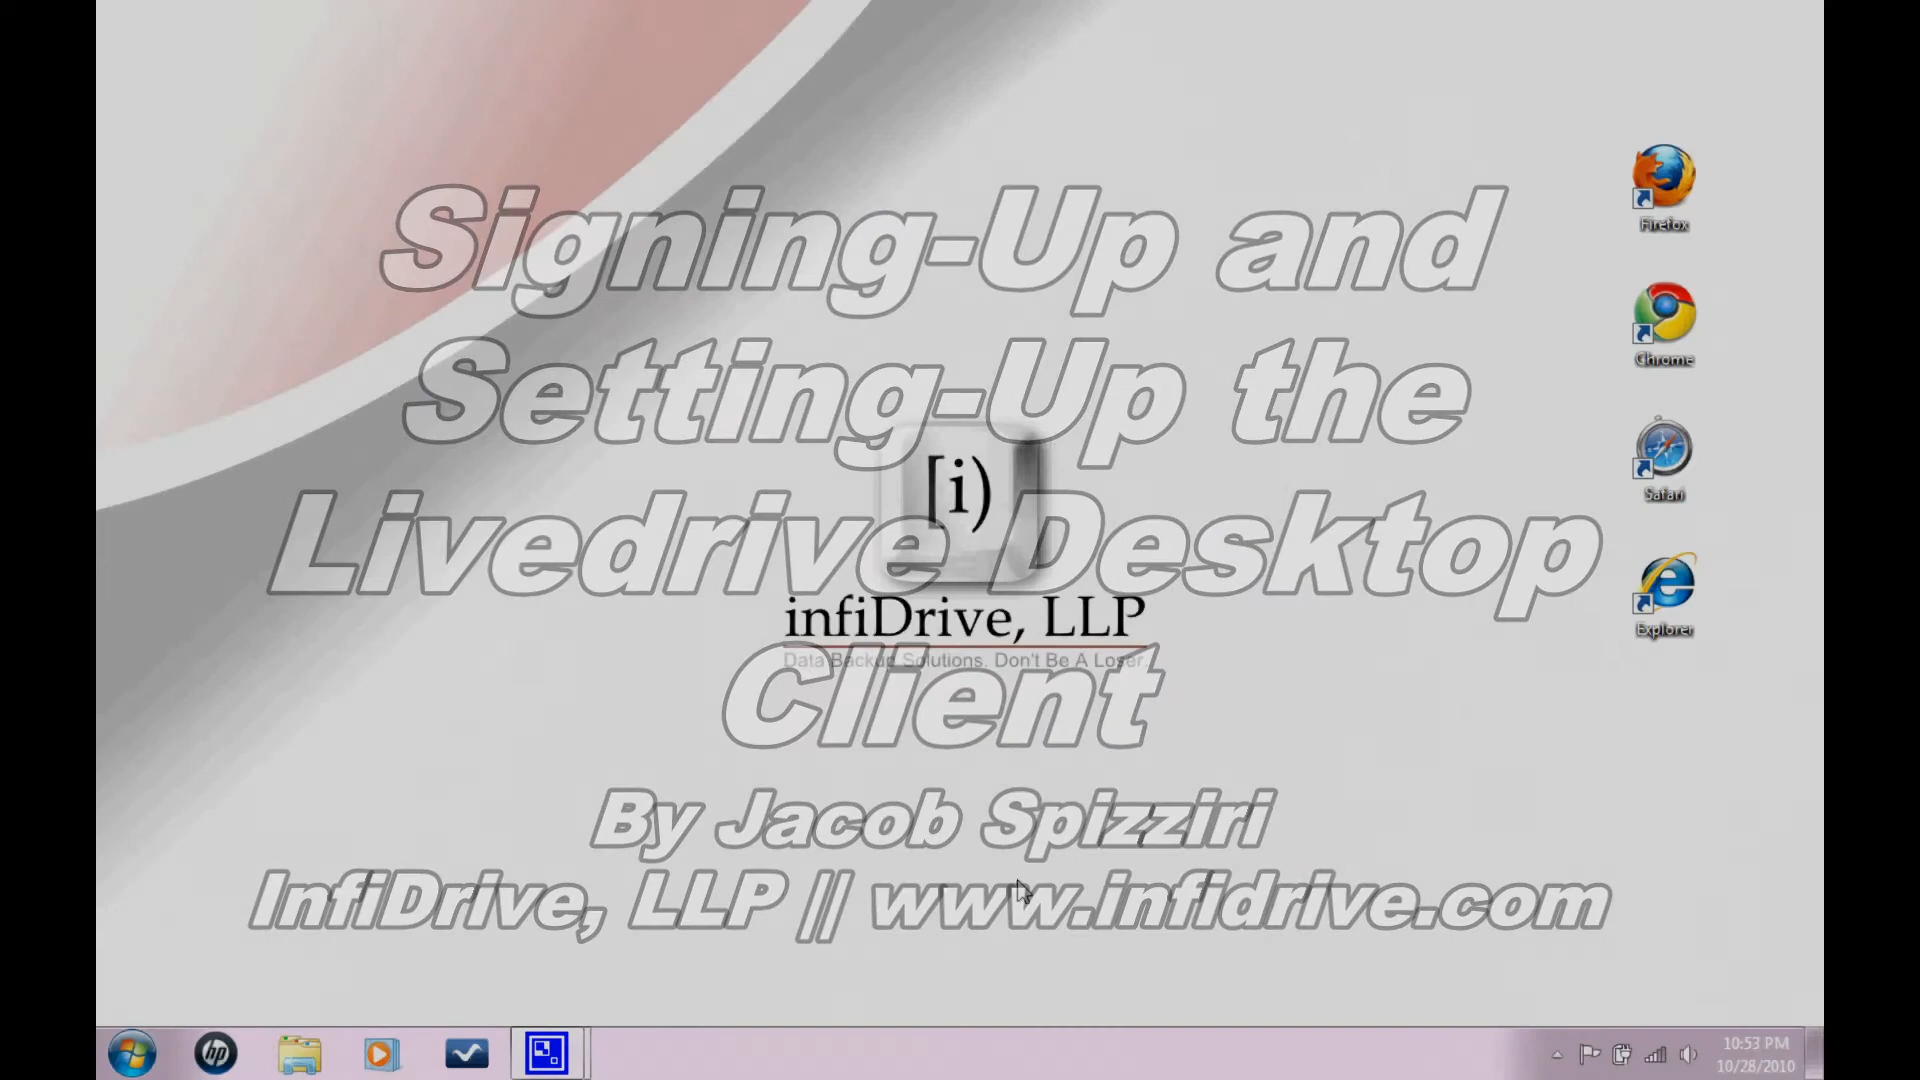 Signing-Up and
Setting-Up the
Livedrive Desktop
Client
By Jacob Spizziri
InfiDrive, LLP || www.infidrive.com
[i)
infiDrive, LLP
Data Backup Solutions. Don't Be A Loser.
Firefox
Chrome
Safari
Explorer
hp
10:53 PM
10/28/2010